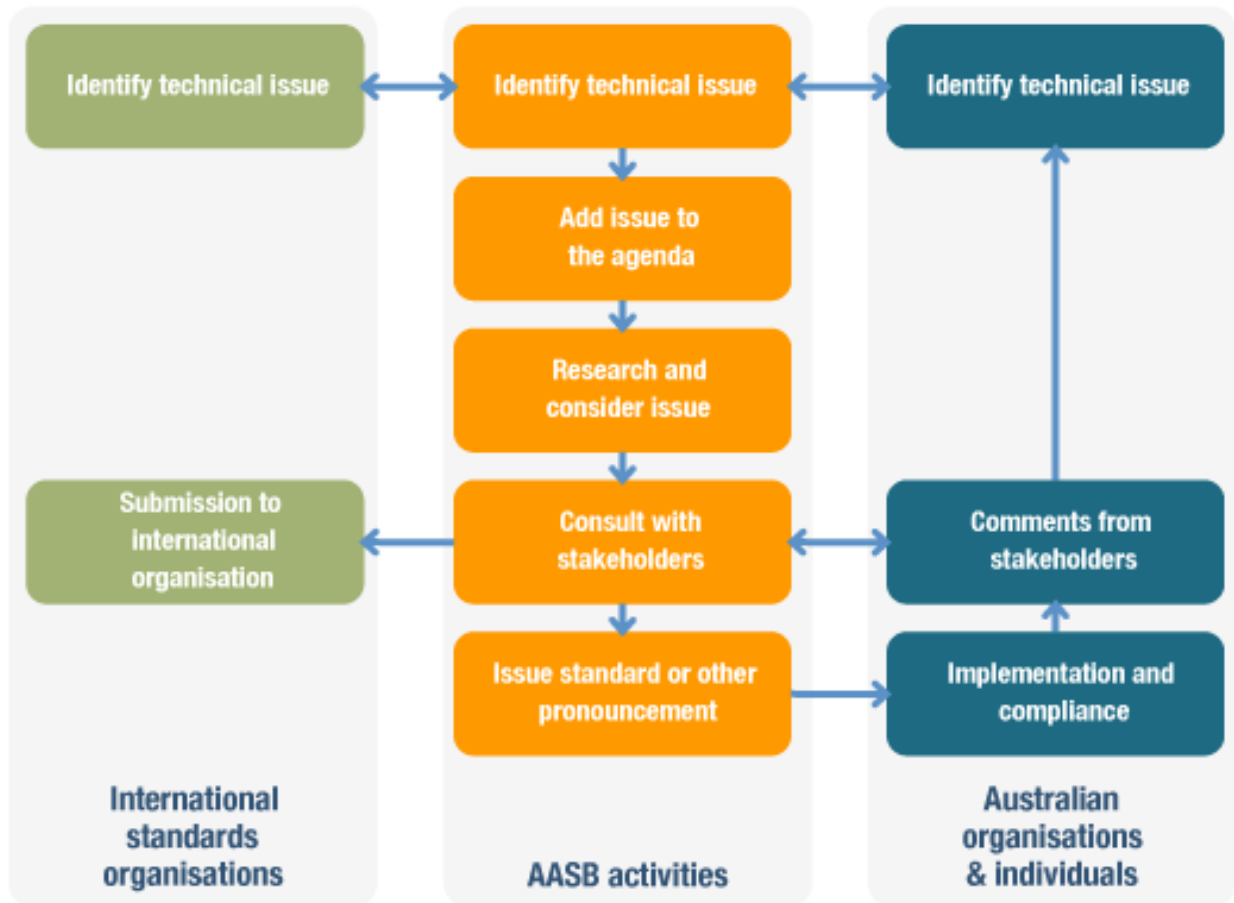 Identify technical issue
Identify technical issue
Identify technical issue
Add issue to
the agenda
Research and
consider issue
Submission to
international
organisation
Consult with
stakeholders
Comments from
stakeholders
Issue standard or other
pronouncement
Implementation and
compliance
International
standards
organisations
AASB activities
Australian
organisations
& individuals